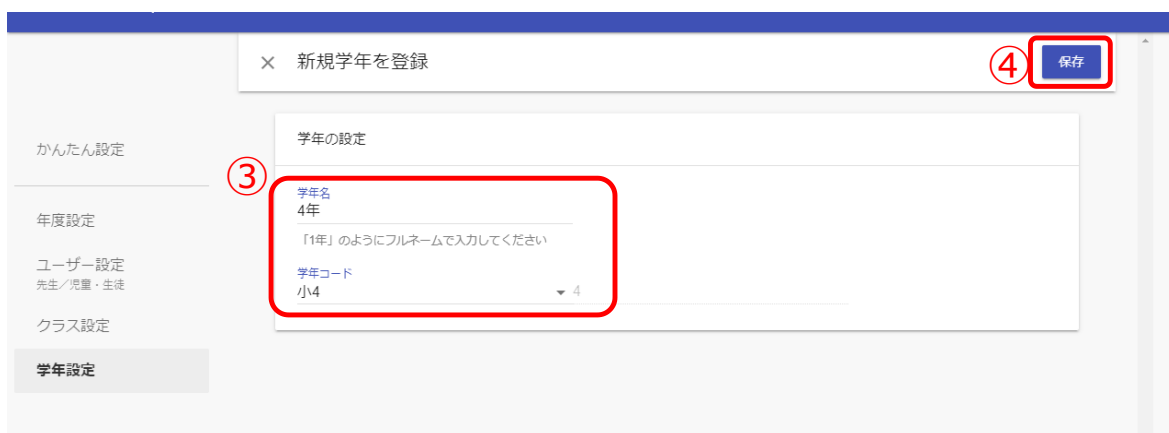 新規学年を登録
④
保存
かんたん設定
年度設定
ユーザー設定
先生／児童・生徒
クラス設定
学年設定
学年の設定
③
学年名
4年
「1年」のようにフルネームで入力してください
学年コード
小4
4